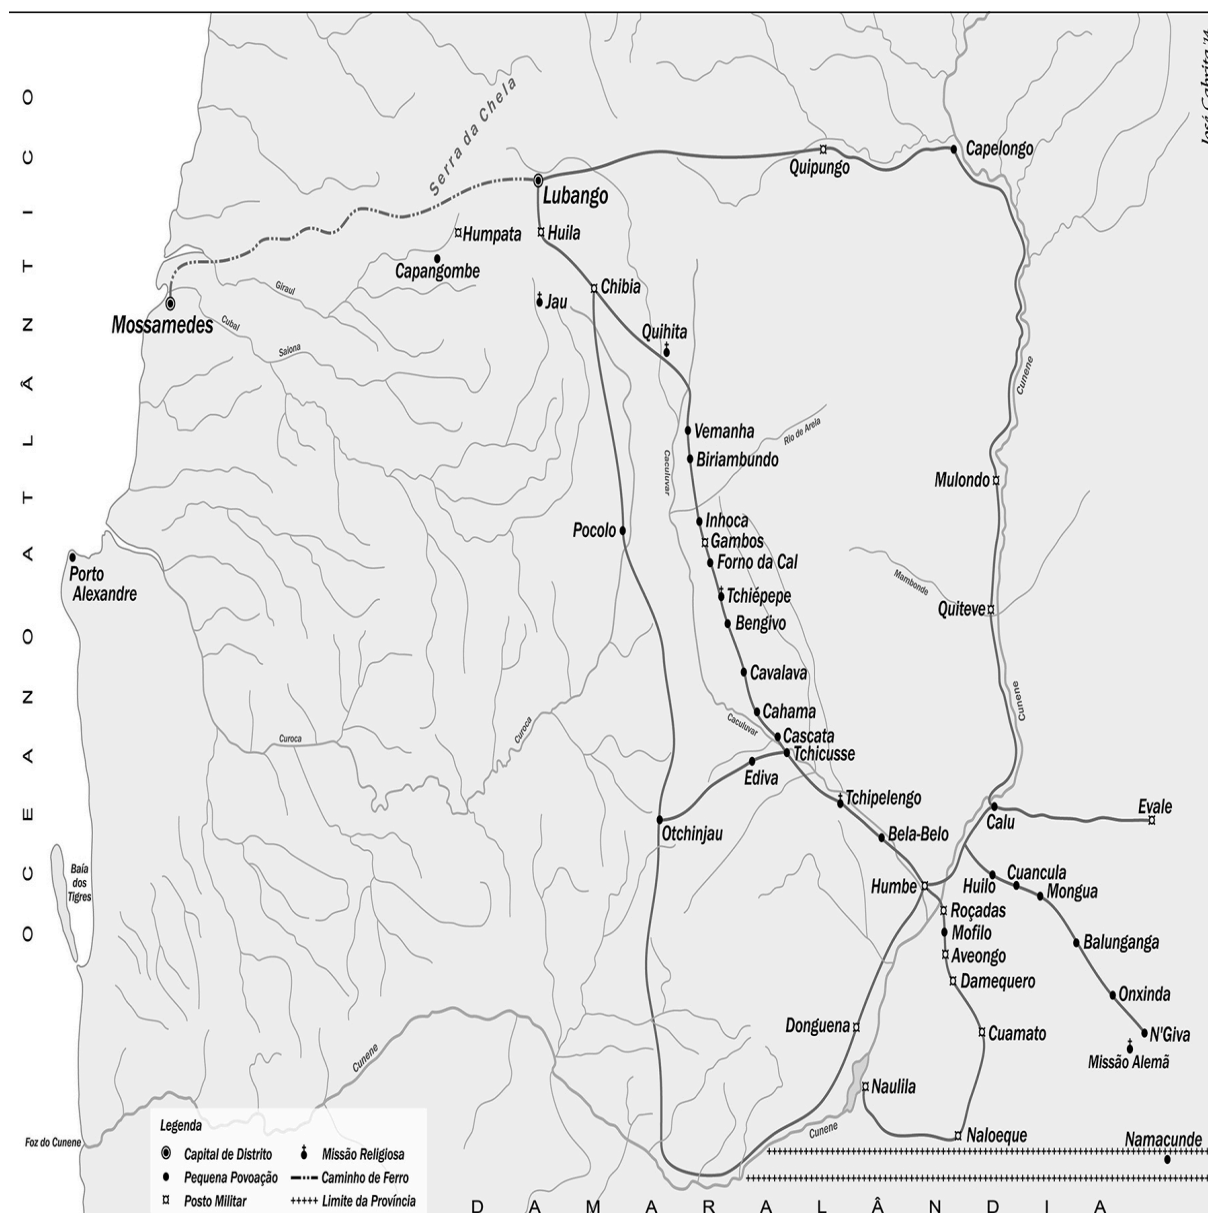 José Cabrita '14
OCEANO ATLÂNTICO
Serra da Chela
Capelongo
Quipungo
Lubango
Humpata
Huila
Capangombe
Chibia
Jau
Giraul
Mossamedes
Cubal
Quihita
Saiona
Cunene
Vemanha
Rio de Areia
Biriambundo
Caculuvar
Mulondo
Inhoca
Pocolo
Gambos
Forno da Cal
Porto
Alexandre
Mambonde
Tchiépepe
Quiteve
Bengivo
Cavalava
Cunene
Cahama
Caculuvar
Curoca
Curoca
Cascata
Tchicusse
Ediva
Tchipelengo
Evale
Calu
Otchinjau
Bela-Belo
Baía
dos
Tigres
Humbe
Huilo
Cuancula
Mongua
Roçadas
Mofilo
Balunganga
Aveongo
Damequero
Onxinda
Donguena
Cuamato
N'Giva
Missão Alemã
Cunene
Naulila
Cunene
Naloeque
Namacunde
Foz do Cunene
Legenda
Capital de Distrito
Missão Religiosa
Pequena Povoação
Caminho de Ferro
Posto Militar
Limite da Província
DAMARALÂNDIA